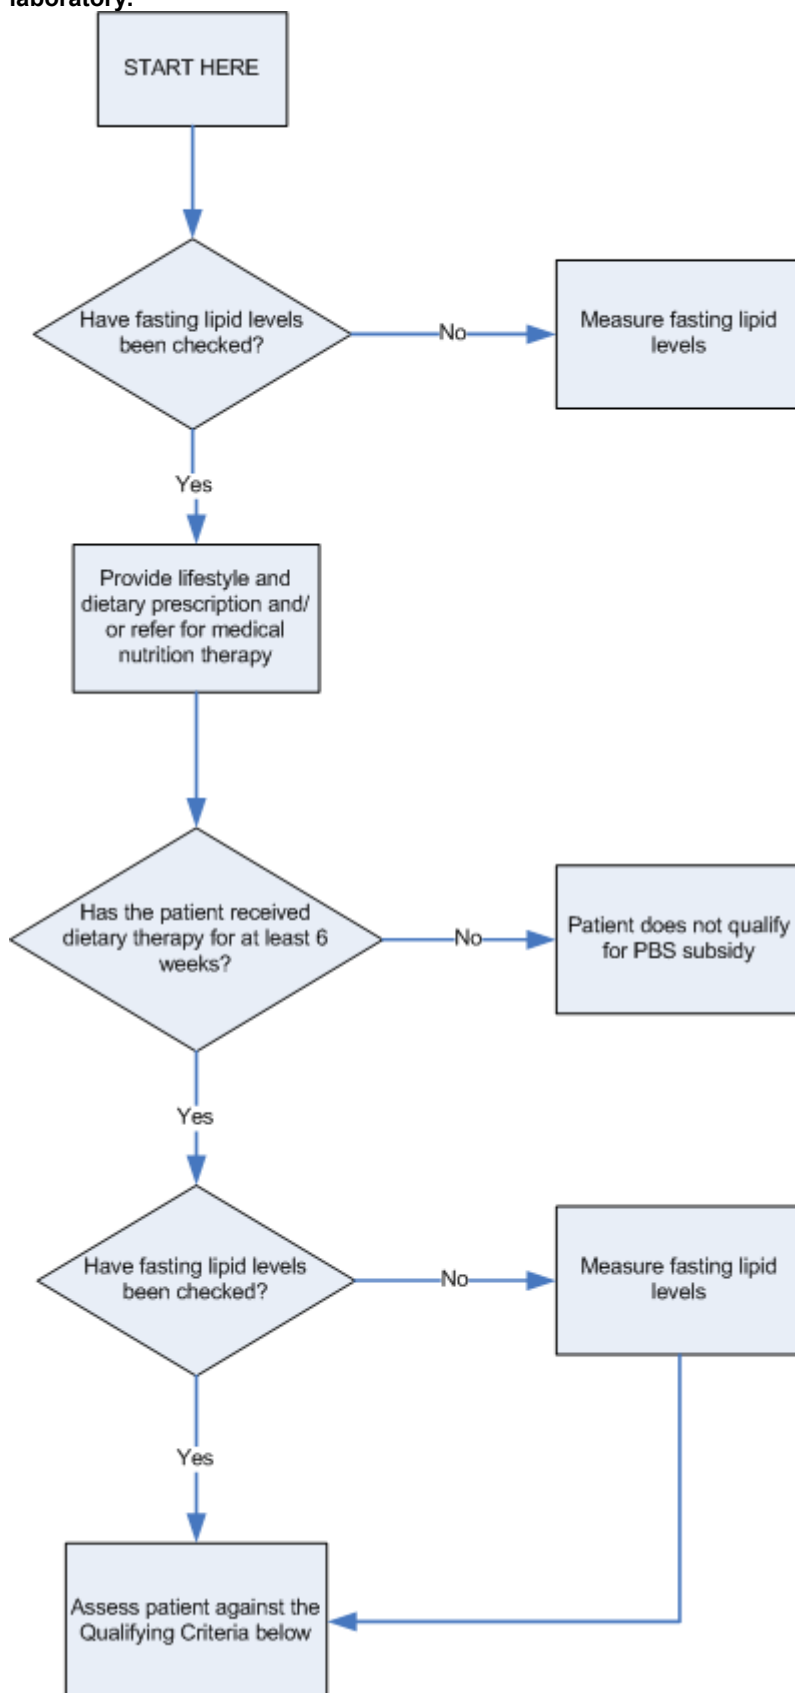 laboratory.
START HERE
Have fasting lipid levels
been checked?
No
Measure fasting lipid
levels
Yes
Provide lifestyle and
dietary prescription and/
or refer for medical
nutrition therapy
Has the patient received
dietary therapy for at least 6
weeks?
No
Patient does not qualify
for PBS subsidy
Yes
Have fasting lipid levels
been checked?
No
Measure fasting lipid
levels
Yes
Assess patient against the
Qualifying Criteria below